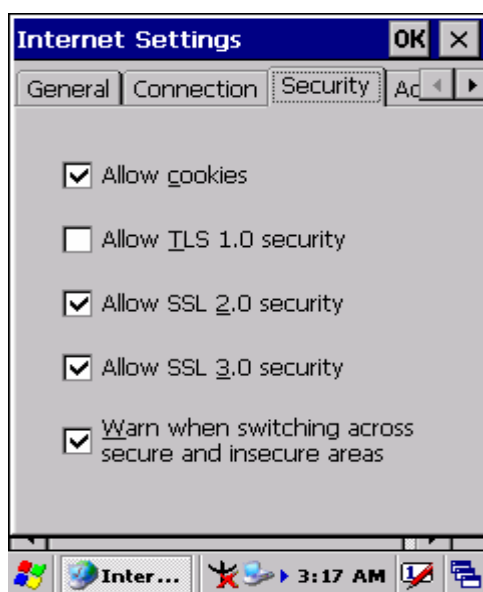 Internet Settings OK
General Connection Security
Allow cookies
Allow TLS 1.0 security
Allow SSL 2.0 security
Allow SSL 3.0 security
Warn when switching across
secure and insecure areas
Inter... 3:17 AM